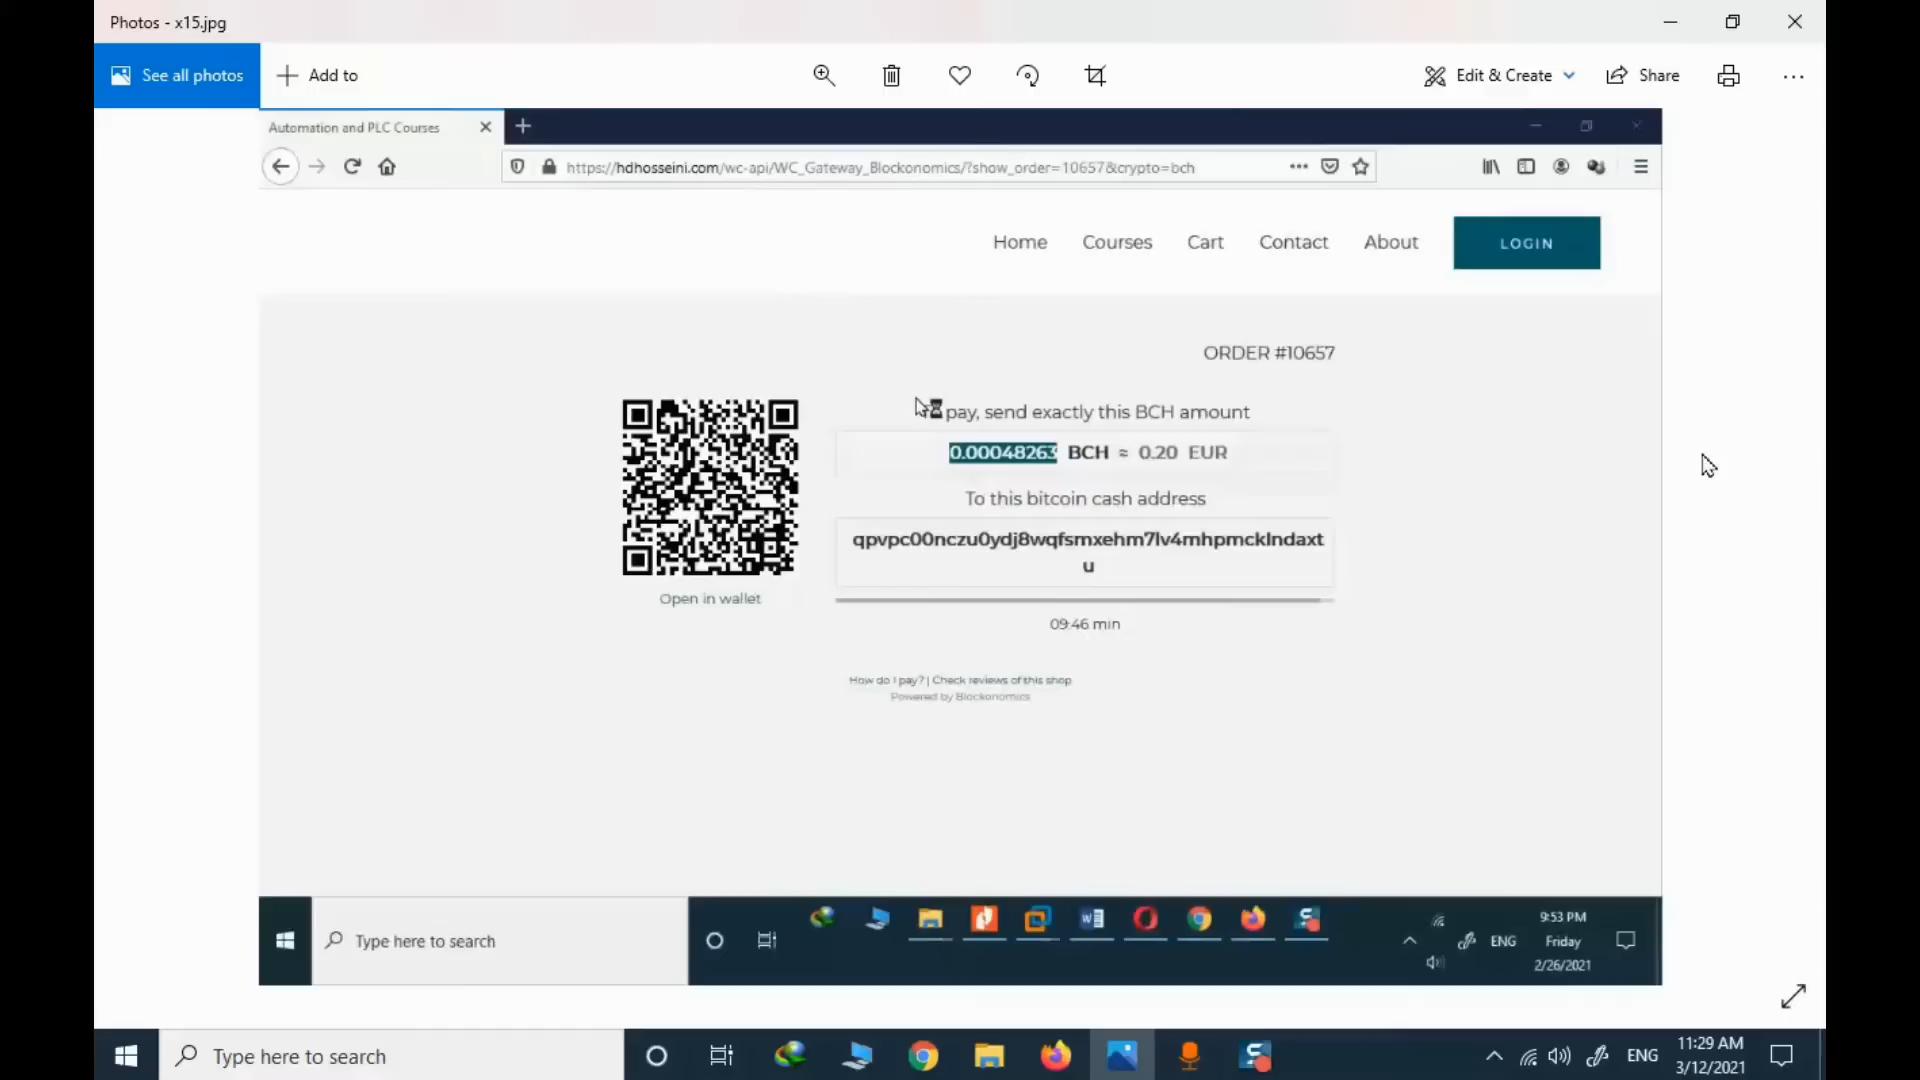 Photos - x15.jpg
See all photos
Add to
Edit & Create
Share
Automation and PLC Courses
https://hdhosseini.com/wc-api/WC_Gateway_Blockonomics/?show_order=10657&crypto=bch
Home
Courses
Cart
Contact
About
LOGIN
ORDER #10657
pay, send exactly this BCH amount
0.00048263 BCH ≈ 0.20 EUR
To this bitcoin cash address
qpvpc00nczu0ydj8wqfsmxehm7lv4mhpmcklndaxt
u
Open in wallet
09:46 min
How do I pay? | Check reviews of this shop
Powered by Blockonomics
Type here to search
ENG
9:53 PM
Friday
2/26/2021
Type here to search
ENG
11:29 AM
3/12/2021